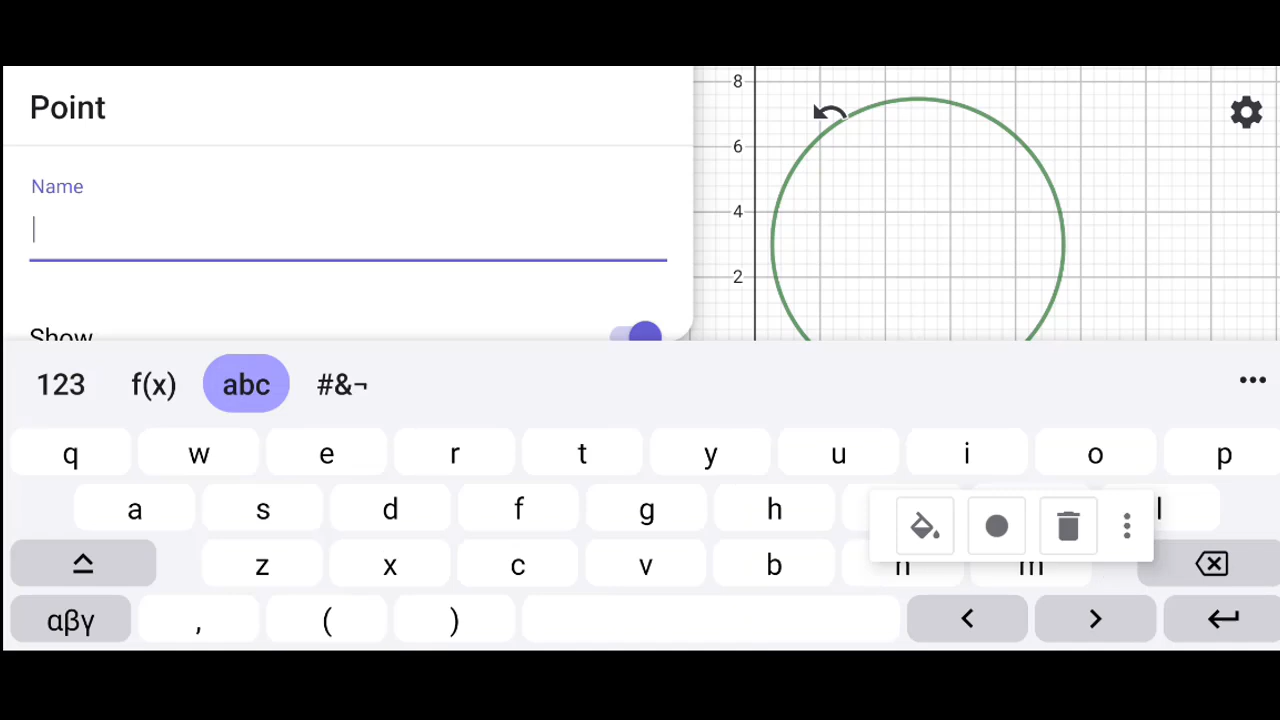 Point
Name
Show
8
6
4
2
123 f(x) abc #&¬
q w e r t y u i o p
a s d f g h l
z x c v b n m
αβγ , ( ) < >